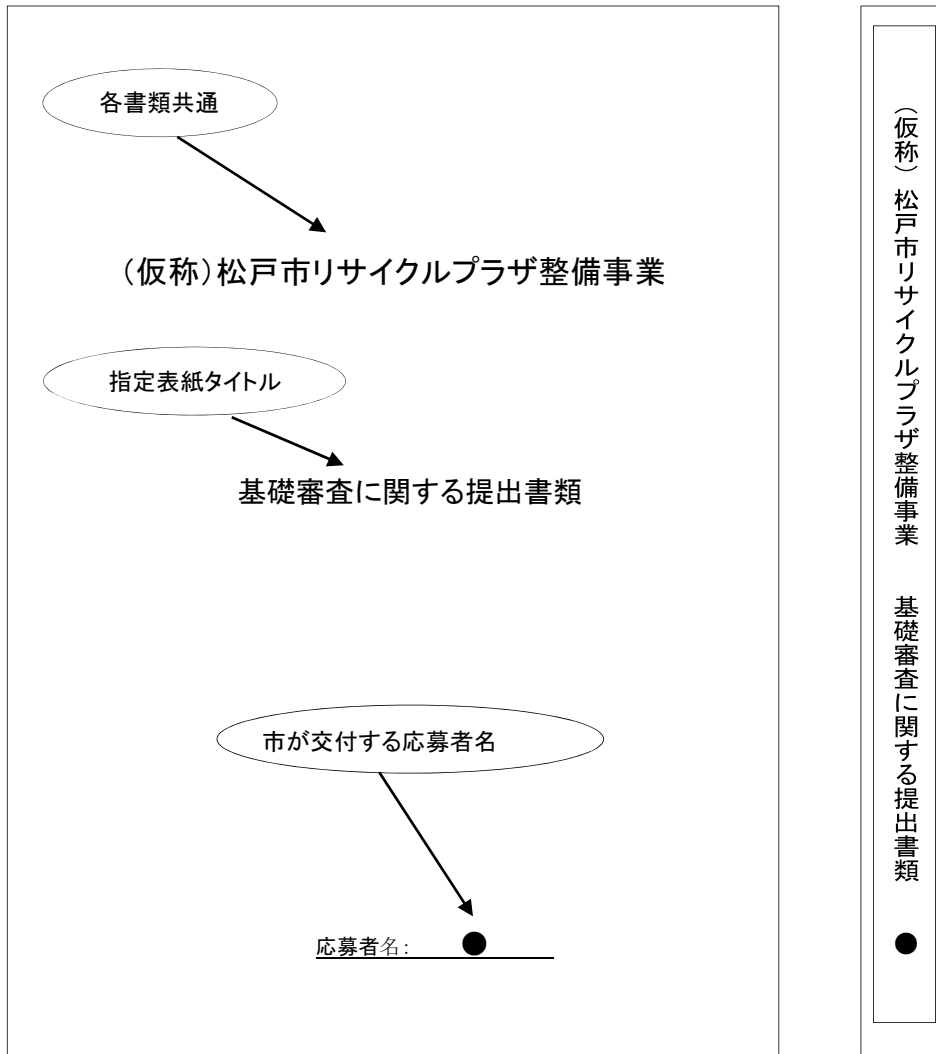 各書類共通
（仮称）松戸市リサイクルプラザ整備事業
指定表紙タイトル
基礎審査に関する提出書類
市が交付する応募者名
応募者名：　●
（仮称）松戸市リサイクルプラザ整備事業　基礎審査に関する提出書類　●